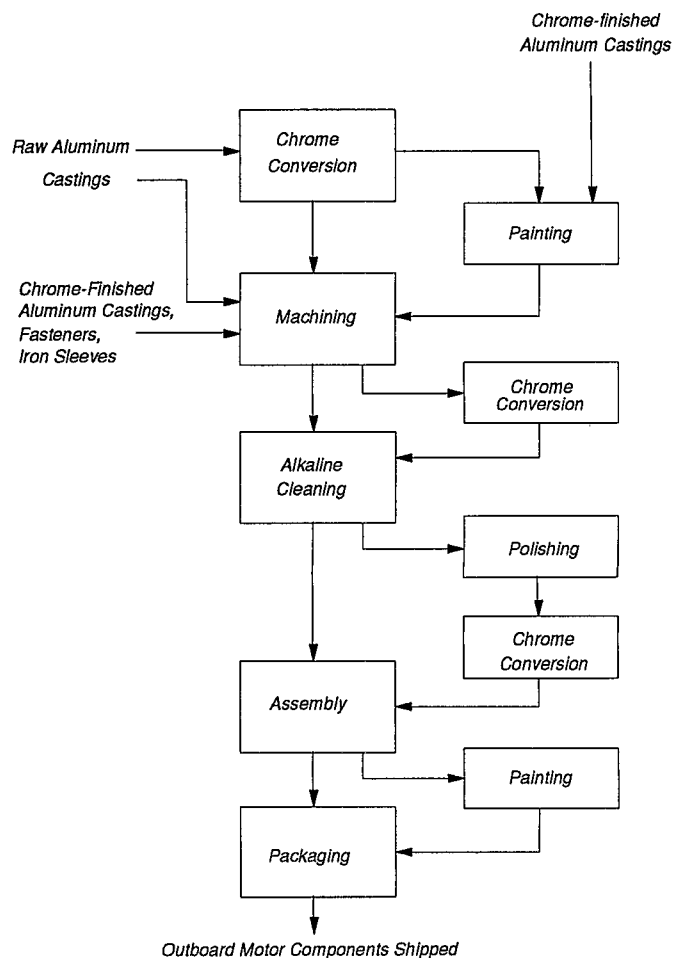 Chrome-finished
Aluminum Castings
Raw Aluminum
Castings
Chrome
Conversion
Painting
Chrome-Finished
Aluminum Castings,
Fasteners,
Iron Sleeves
Machining
Chrome
Conversion
Alkaline
Cleaning
Polishing
Chrome
Conversion
Assembly
Painting
Packaging
Outboard Motor Components Shipped